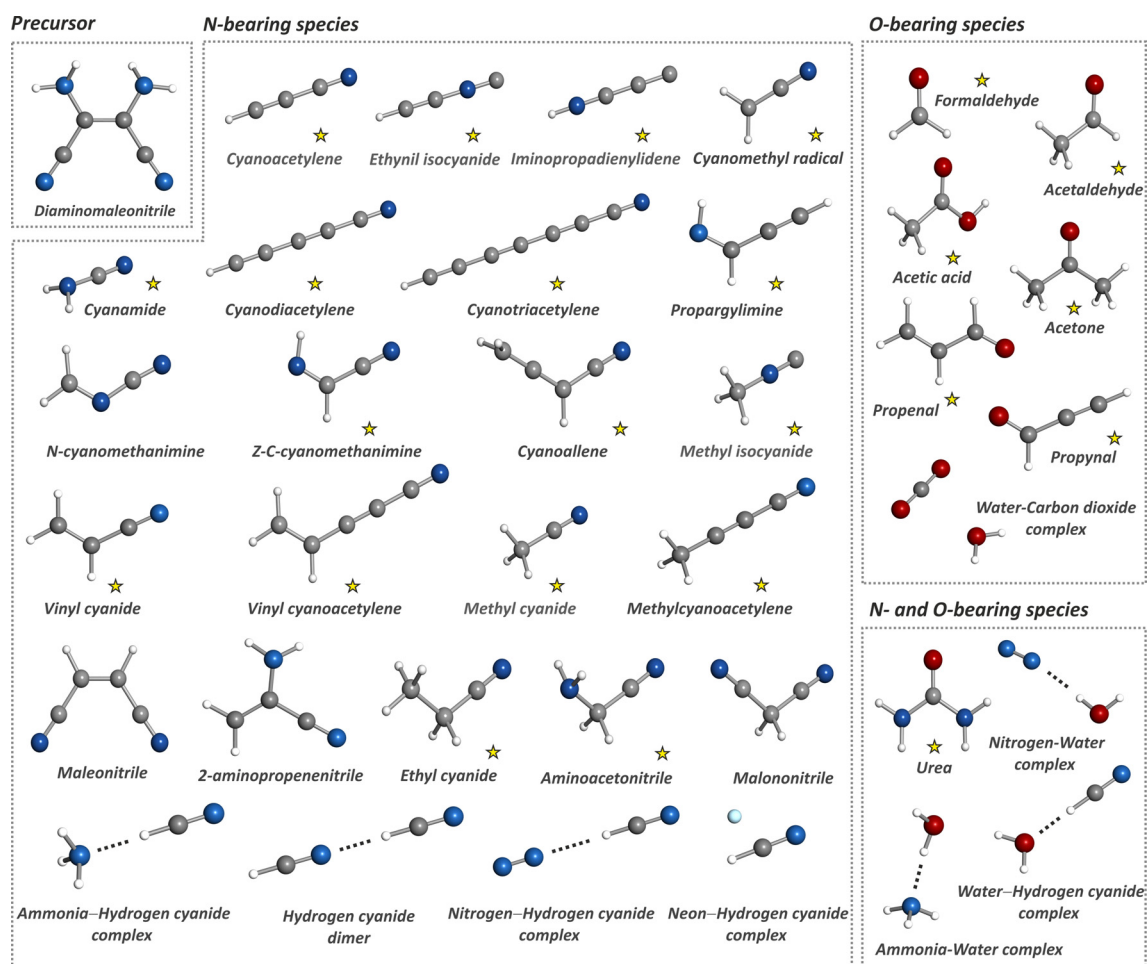 Precursor
N-bearing species
O-bearing species
Diaminomaleonitrile
Cyanoacetylene
Ethynil isocyanide
Iminopropadienylidene
Cyanomethyl radical
Formaldehyde
Acetaldehyde
Acetic acid
Acetone
Propenal
Propynal
Water-Carbon dioxide
complex
Cyanamide
Cyanodiacetylene
Cyanotriacetylene
Propargylimine
N-cyanomethanimine
Z-C-cyanomethanimine
Cyanoallene
Methyl isocyanide
Vinyl cyanide
Vinyl cyanoacetylene
Methyl cyanide
Methylcyanoacetylene
Maleonitrile
2-aminopropenenitrile
Ethyl cyanide
Aminoacetonitrile
Malononitrile
Ammonia–Hydrogen cyanide
complex
Hydrogen cyanide
dimer
Nitrogen–Hydrogen cyanide
complex
Neon–Hydrogen cyanide
complex
N- and O-bearing species
Urea
Nitrogen-Water
complex
Water–Hydrogen cyanide
complex
Ammonia-Water complex